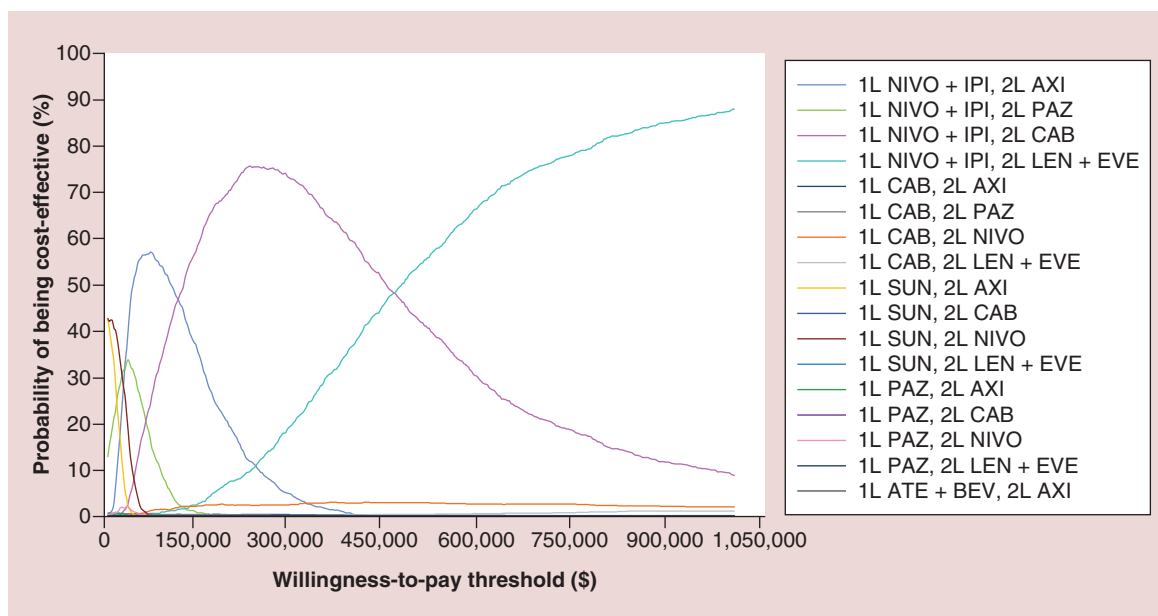 100
90
80
70
60
50
40
30
20
10
0
Probability of being cost-effective (%)
0 150,000 300,000 450,000 600,000 750,000 900,000 1,050,000
Willingness-to-pay threshold ($)
1L NIVO + IPI, 2L AXI
1L NIVO + IPI, 2L PAZ
1L NIVO + IPI, 2L CAB
1L NIVO + IPI, 2L LEN + EVE
1L CAB, 2L AXI
1L CAB, 2L PAZ
1L CAB, 2L NIVO
1L CAB, 2L LEN + EVE
1L SUN, 2L AXI
1L SUN, 2L CAB
1L SUN, 2L NIVO
1L SUN, 2L LEN + EVE
1L PAZ, 2L AXI
1L PAZ, 2L CAB
1L PAZ, 2L NIVO
1L PAZ, 2L LEN + EVE
1L ATE + BEV, 2L AXI